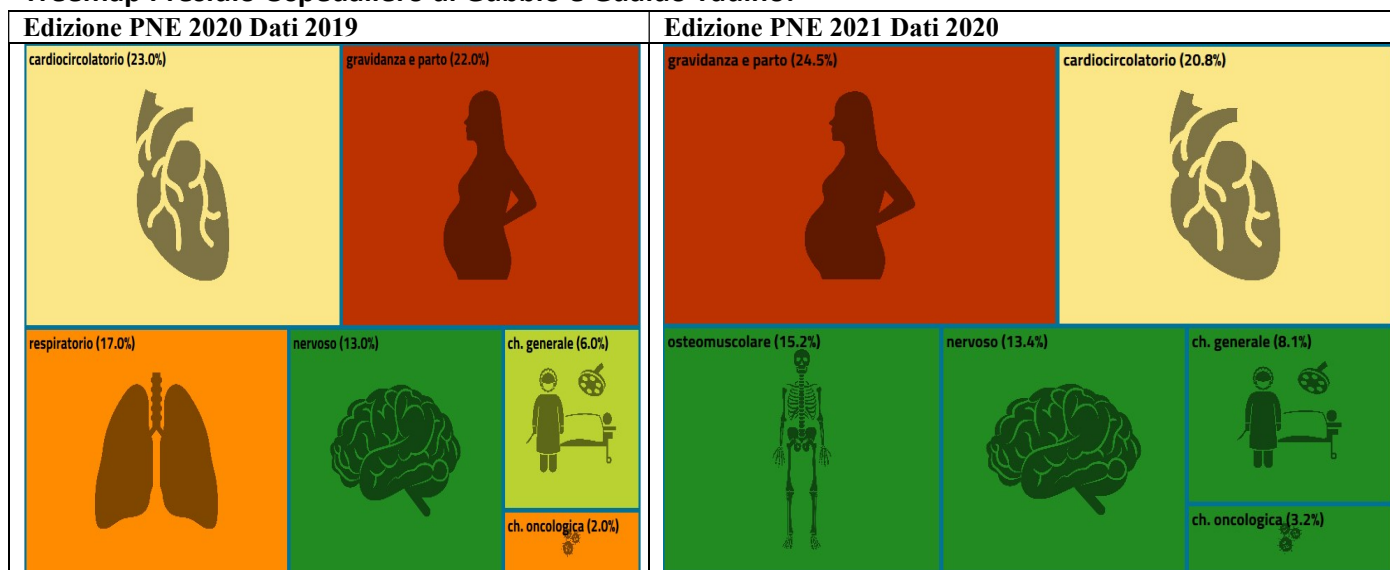 Edizione PNE 2020 Dati 2019
cardiocircolatorio (23.0%)
gravidanza e parto (22.0%)
respiratorio (17.0%)
nervoso (13.0%)
ch. generale (6.0%)
ch. oncologica (2.0%)
Edizione PNE 2021 Dati 2020
gravidanza e parto (24.5%)
cardiocircolatorio (20.8%)
osteomuscolare (15.2%)
nervoso (13.4%)
ch. generale (8.1%)
ch. oncologica (3.2%)